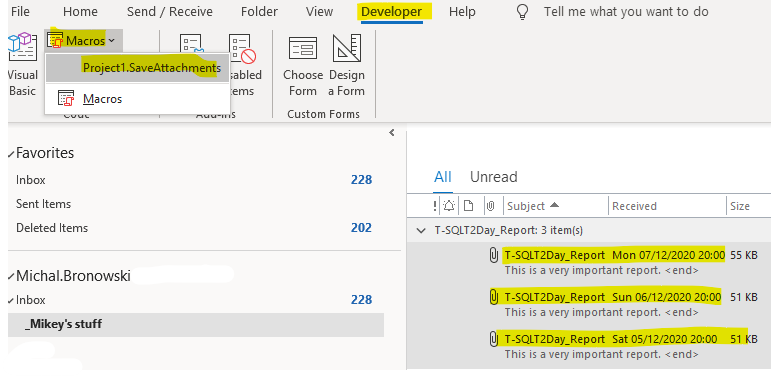 File Home Send / Receive Folder View Developer Help Tell me what you want to do
Macros
Visual Basic
Project1.SaveAttachments
Macros
Disabled Items
Add-ins
Choose Form
Design a Form
Custom Forms
Favorites
Inbox 228
Sent Items
Deleted Items 202
Michal.Bronowski
Inbox 228
_Mikey's stuff
All Unread
! Subject Received Size
T-SQLT2Day_Report: 3 item(s)
T-SQLT2Day_Report Mon 07/12/2020 20:00 55 KB
This is a very important report. <end>
T-SQLT2Day_Report Sun 06/12/2020 20:00 51 KB
This is a very important report. <end>
T-SQLT2Day_Report Sat 05/12/2020 20:00 51 KB
This is a very important report. <end>